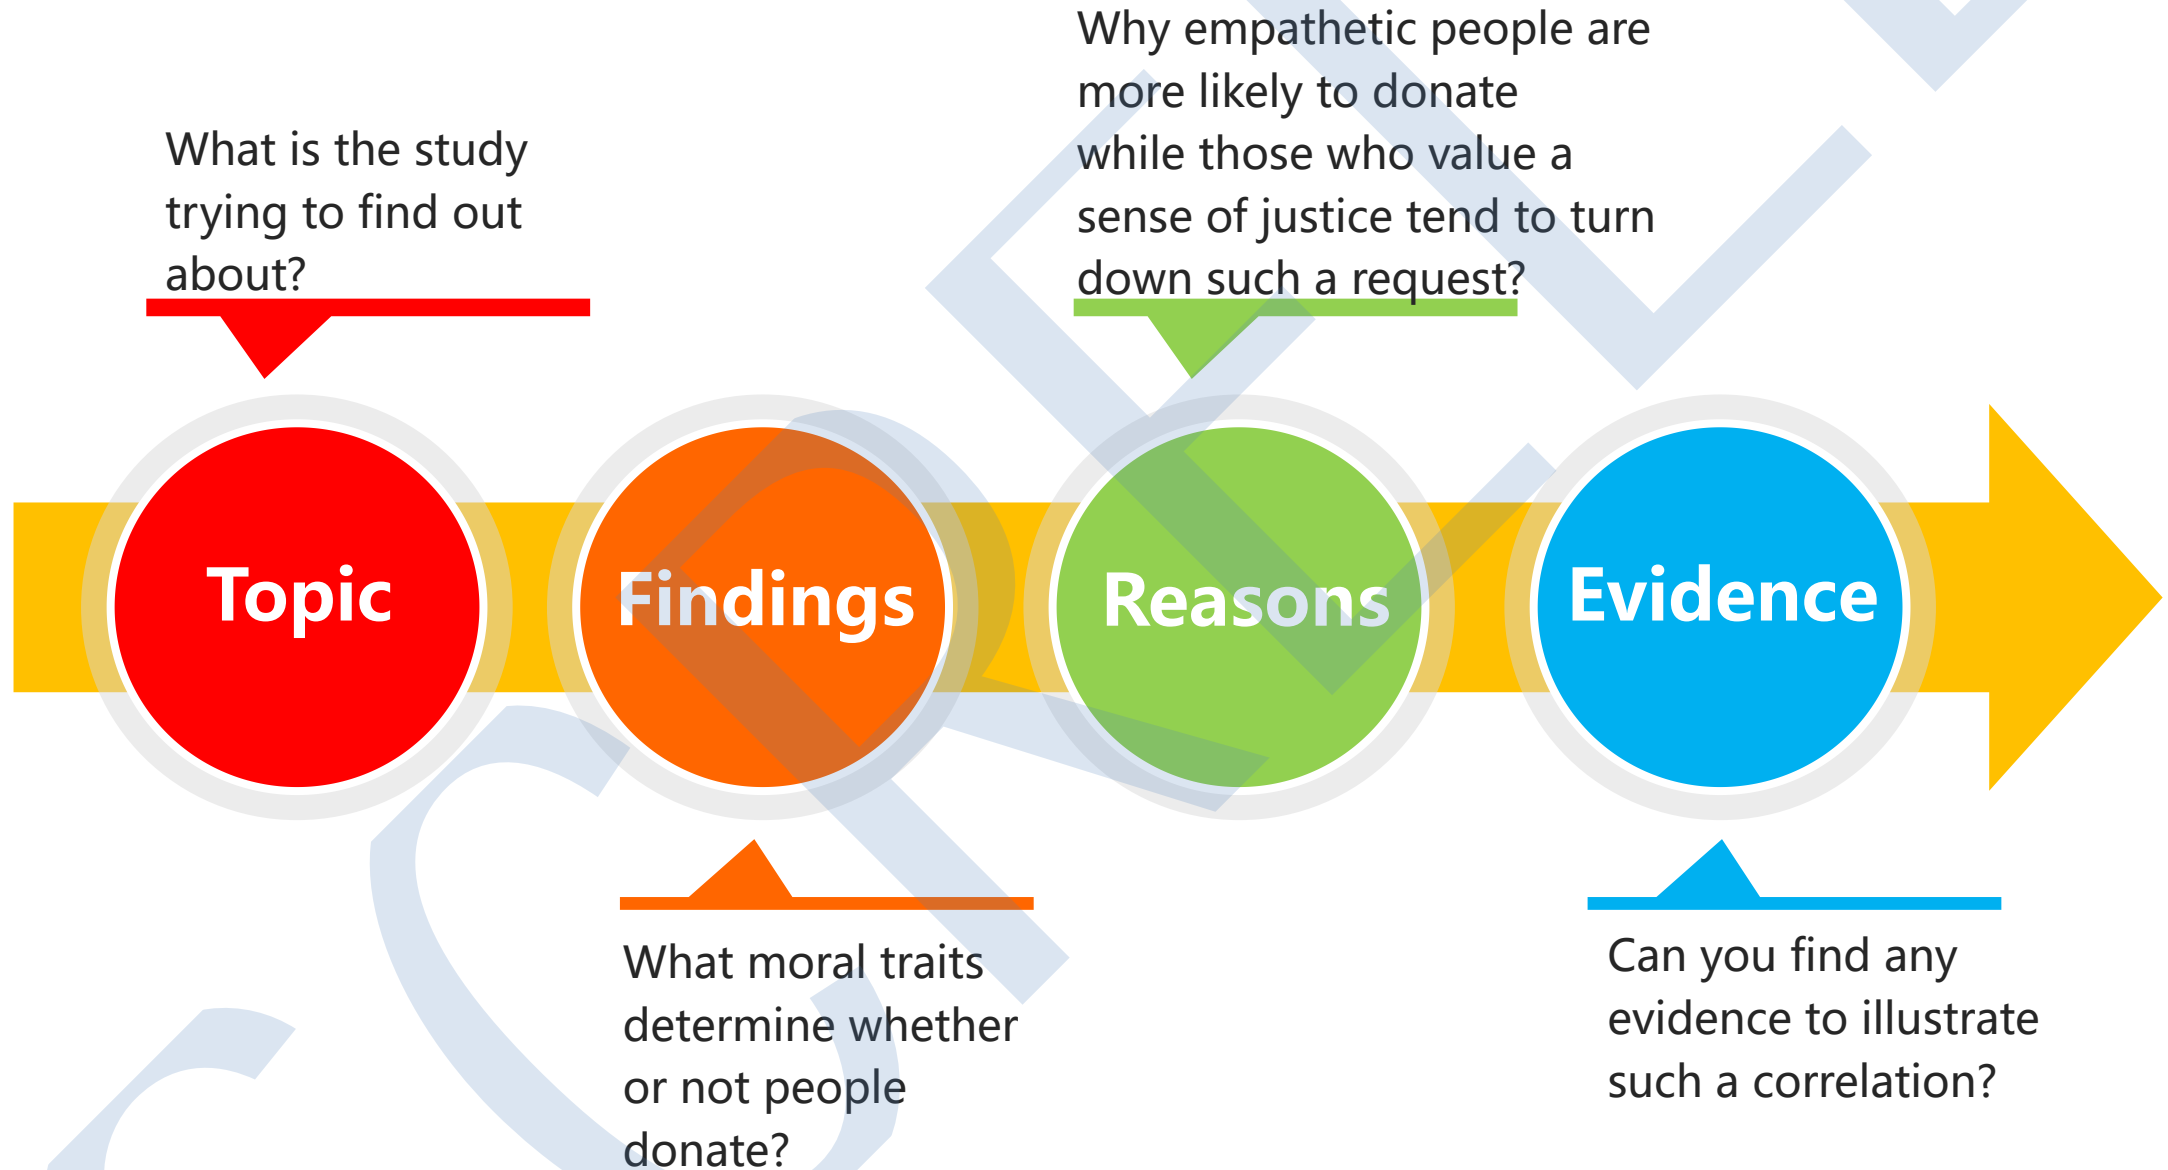 What is the study
trying to find out
about?
Why empathetic people are
more likely to donate
while those who value a
sense of justice tend to turn
down such a request?
Topic
Findings
Reasons
Evidence
What moral traits
determine whether
or not people
donate?
Can you find any
evidence to illustrate
such a correlation?